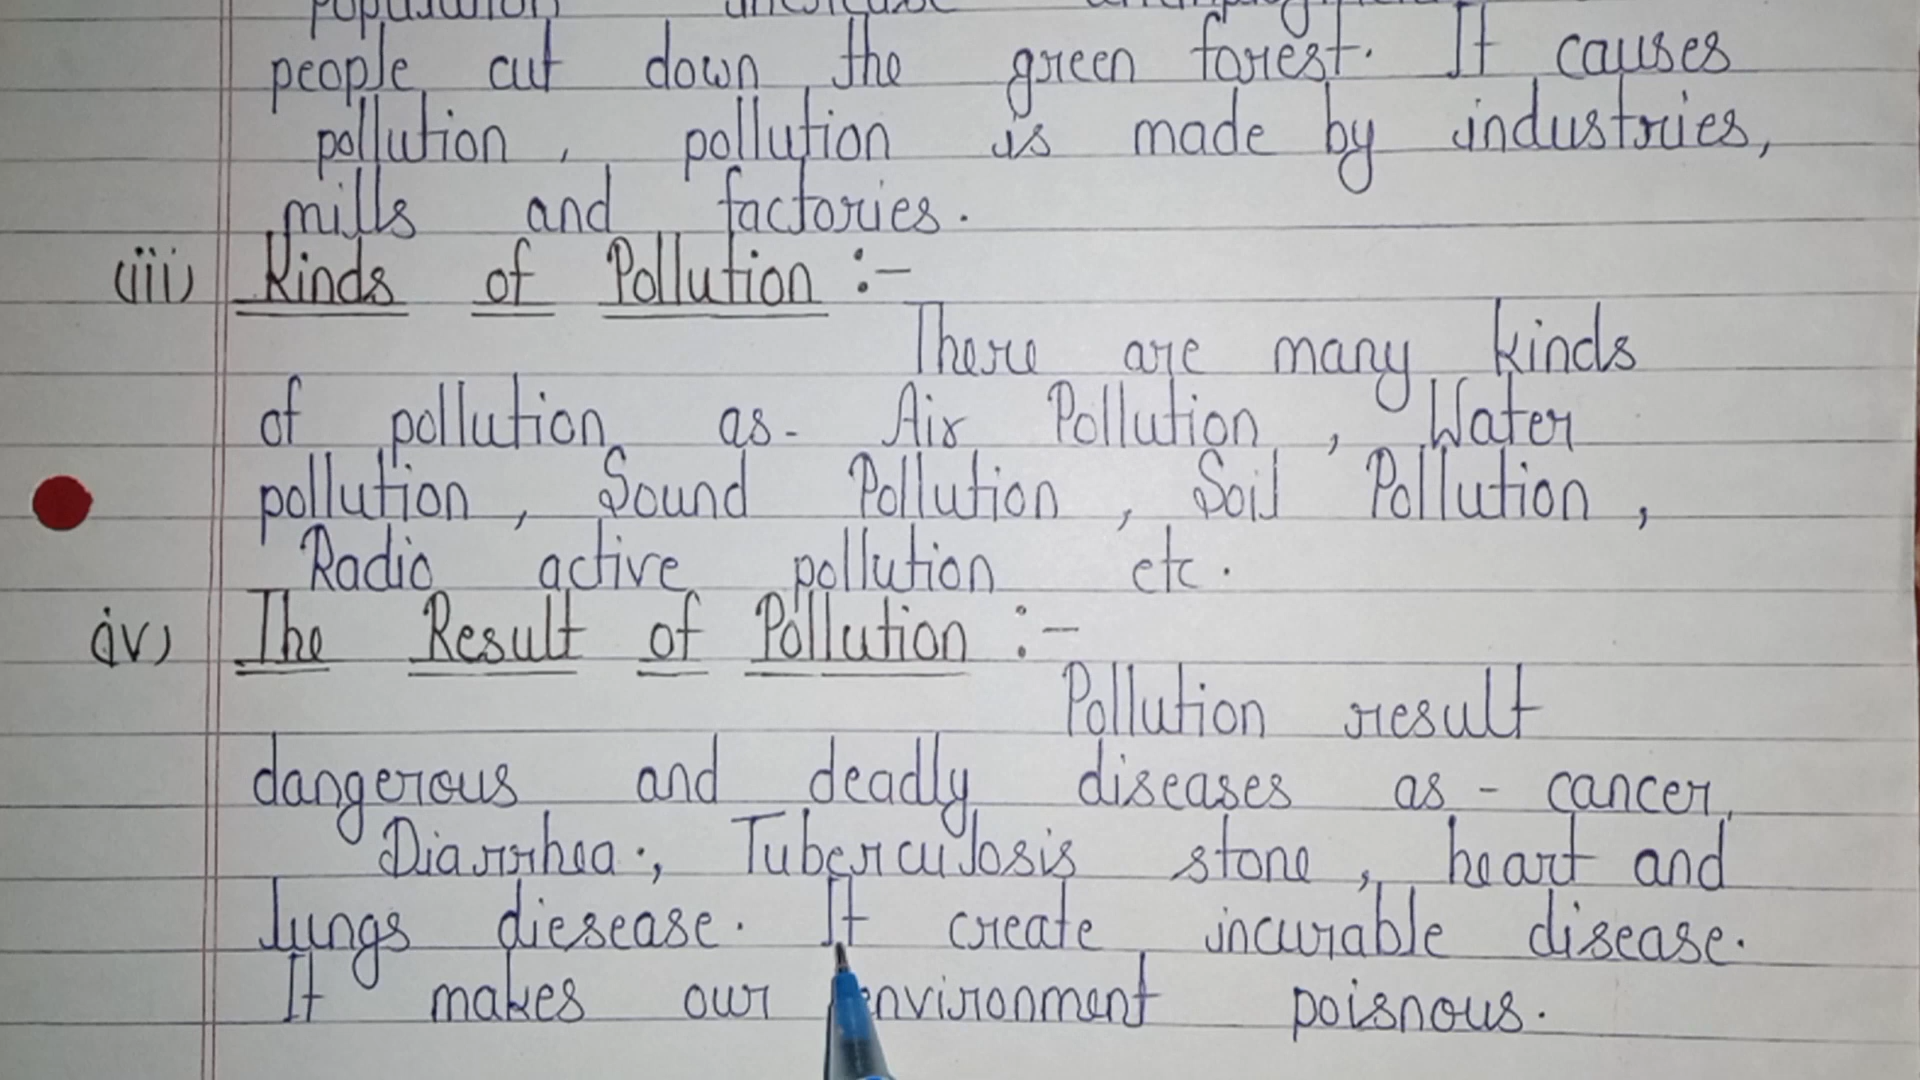 people cut down the green forest. It causes
pollution, pollution is made by industries,
mills and factories.
(iii) Kinds of Pollution :-
There are many kinds
of pollution as- Air Pollution, Water
pollution, Sound Pollution, Soil Pollution,
Radio active pollution etc.
(iv) The Result of Pollution :-
Pollution result
dangerous and deadly diseases as - cancer,
Diarrhea., Tuberculosis stone, heart and
lungs diesease. It create incurable disease.
It makes our environment poisnous.